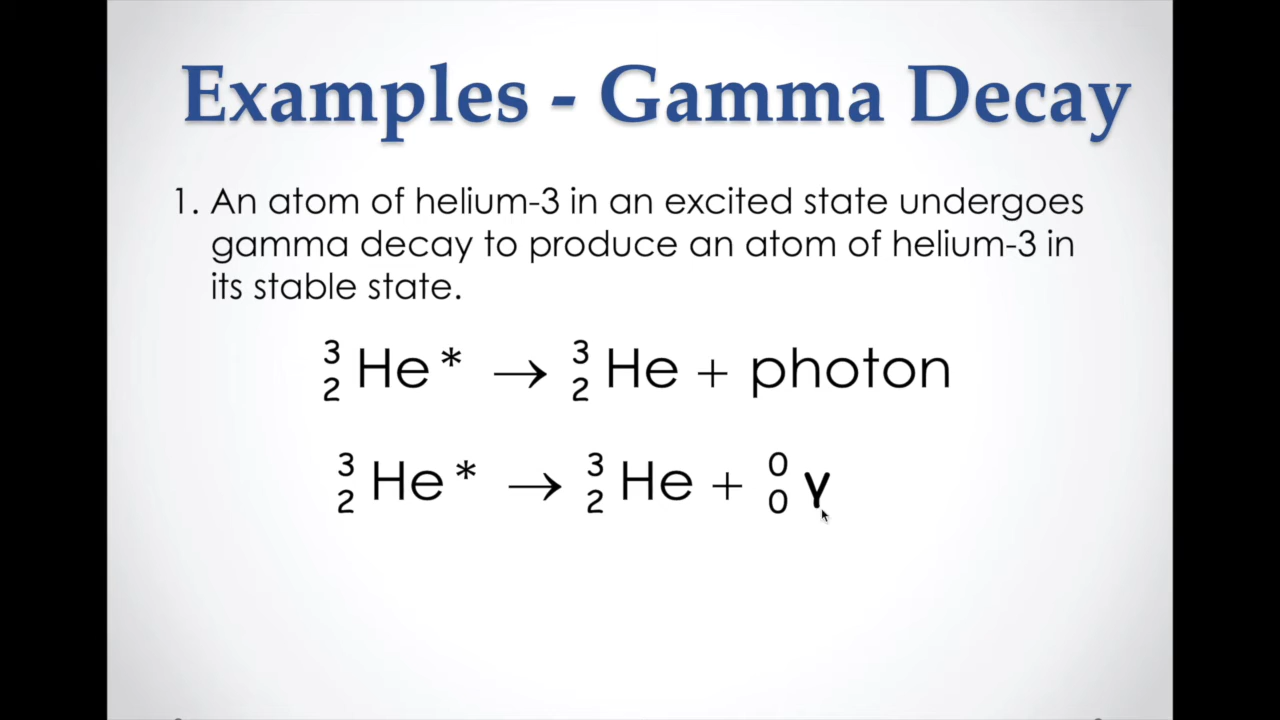 Examples - Gamma Decay
1. An atom of helium-3 in an excited state undergoes
gamma decay to produce an atom of helium-3 in
its stable state.
³₂He* → ³₂He + photon
³₂He* → ³₂He + ⁰₀γ